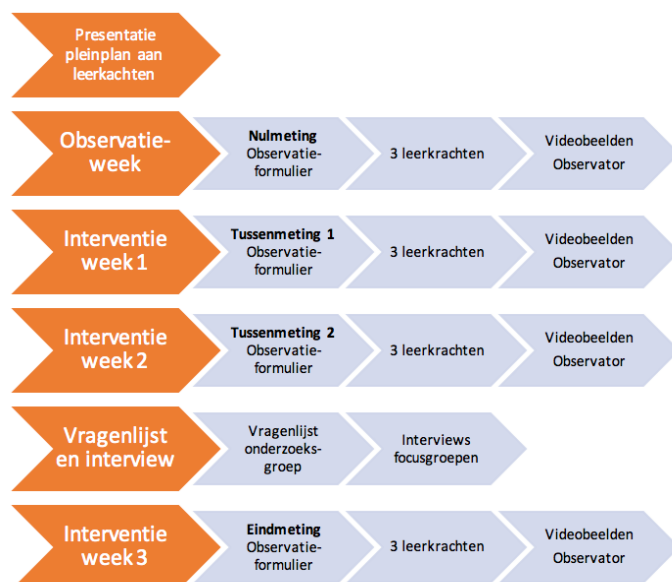 Presentatie
pleinplan aan
leerkachten
Observatie-
week
Nulmeting
Observatie-
formulier
3 leerkrachten
Videobeelden
Observator
Interventie
week 1
Tussenmeting 1
Observatie-
formulier
3 leerkrachten
Videobeelden
Observator
Interventie
week 2
Tussenmeting 2
Observatie-
formulier
3 leerkrachten
Videobeelden
Observator
Vragenlijst
en interview
Vragenlijst
onderzoeks-
groep
Interviews
focusgroepen
Interventie
week 3
Eindmeting
Observatie-
formulier
3 leerkrachten
Videobeelden
Observator